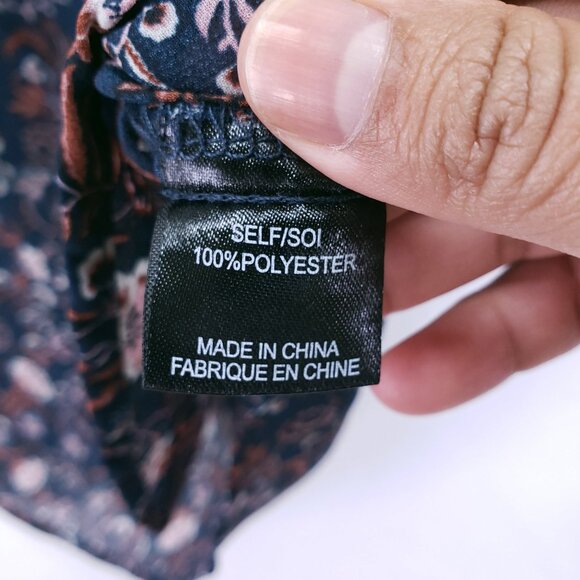 SELF/SOI
100%POLYESTER
MADE IN CHINA
FABRIQUE EN CHINE